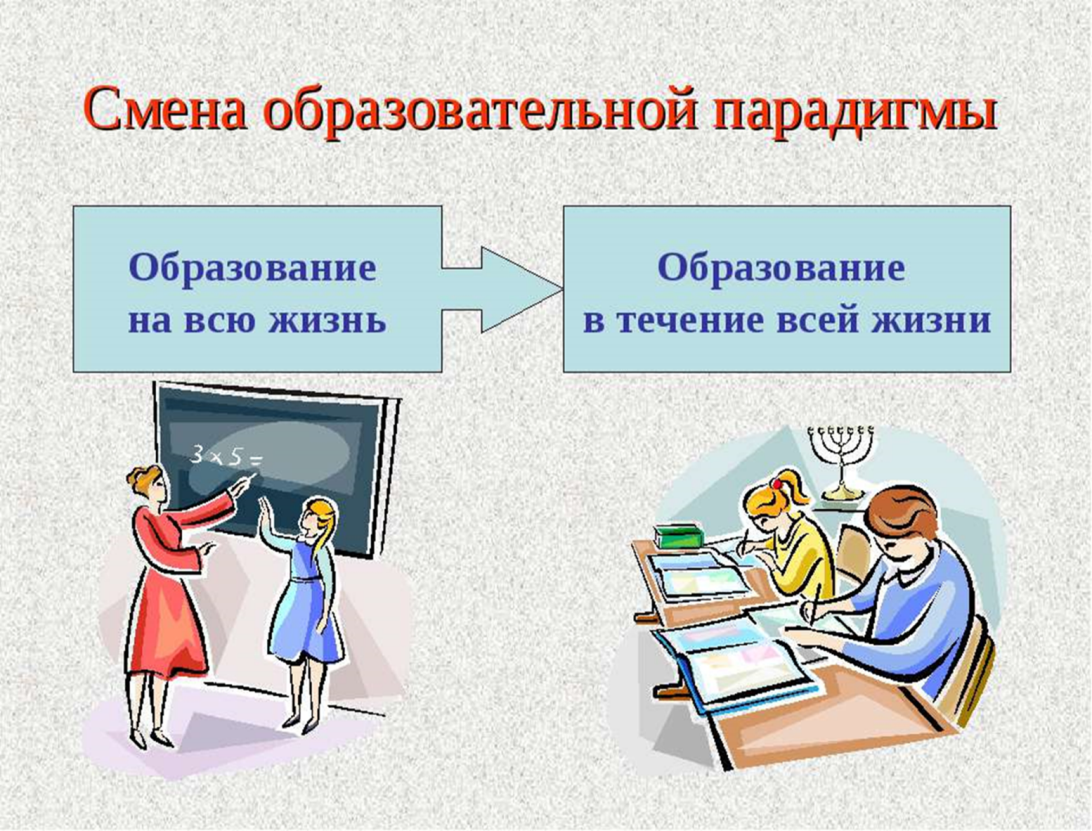 Смена образовательной парадигмы
Образование
на всю жизнь
Образование
в течение всей жизни
3 x 5 =